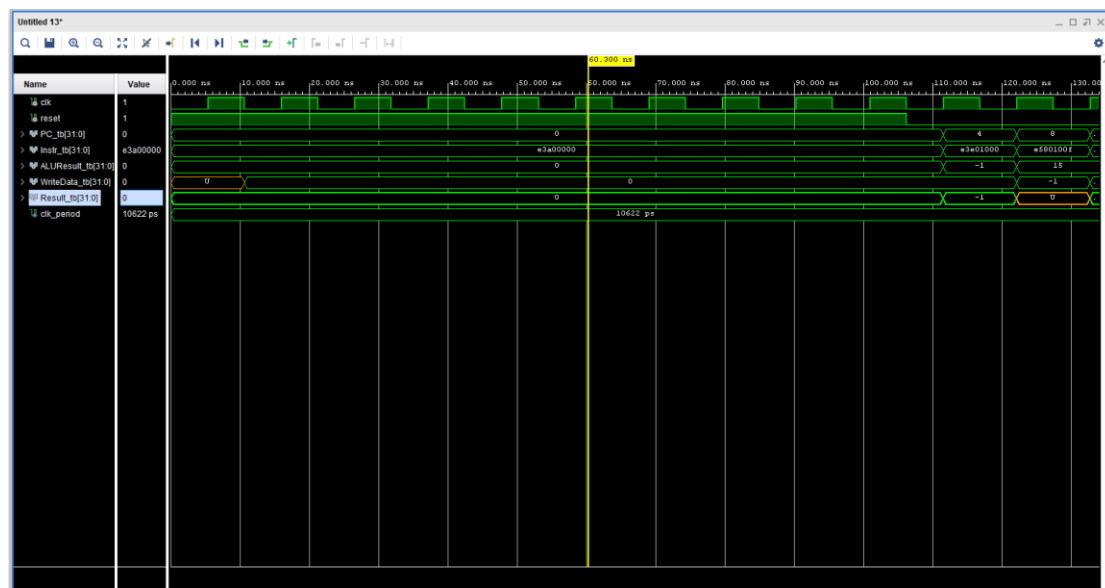 Untitled 13*
60.300 ns
Name Value 0.000 ns 10.000 ns 20.000 ns 30.000 ns 40.000 ns 50.000 ns 60.000 ns 70.000 ns 80.000 ns 90.000 ns 100.000 ns 110.000 ns 120.000 ns 130.00
clk 1
reset 1
PC_tb[31:0] 0 0 4 8
Instr_tb[31:0] e3a00000 e3a00000 e3e01000 e580100f
ALUResult_tb[31:0] 0 0 -1 15
WriteData_tb[31:0] 0 U 0 -1
Result_tb[31:0] 0 0 -1 U
clk_period 10622 ps 10622 ps